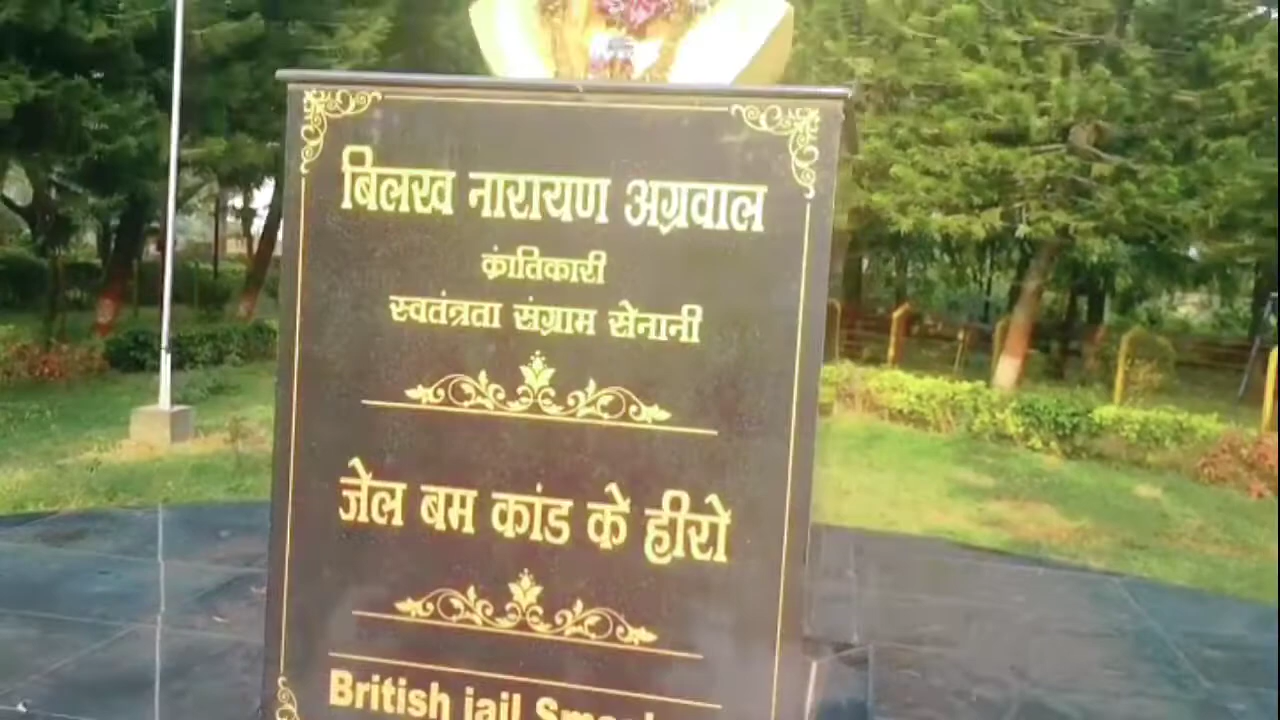 बिलख नारायण अग्रवाल
क्रांतिकारी
स्वतंत्रता संग्राम सेनानी
जेल बम कांड के हीरो
British jail